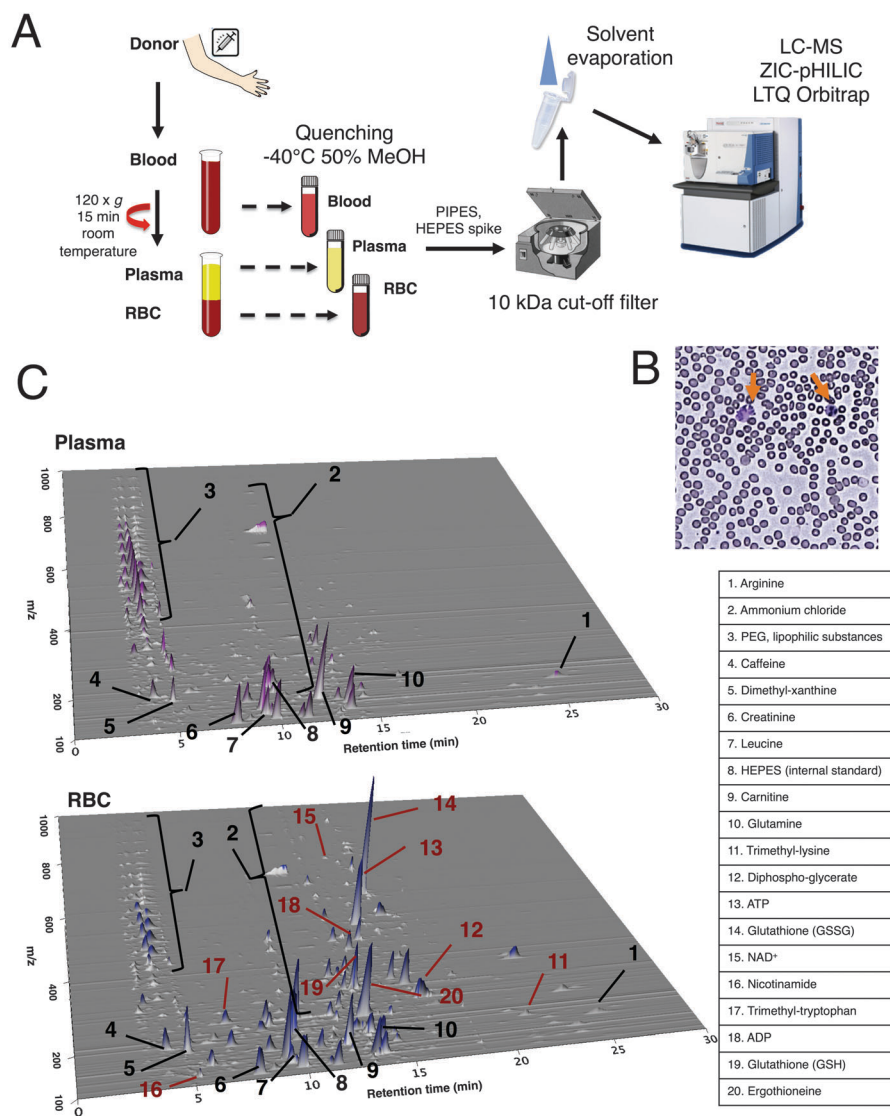 A
Donor
Blood
120 x g
15 min
room
temperature
Plasma
RBC
Quenching
-40°C 50% MeOH
Blood
Plasma
RBC
PIPES,
HEPES spike
Solvent
evaporation
10 kDa cut-off filter
LC-MS
ZIC-pHILIC
LTQ Orbitrap
B
C
Plasma
1000
800
600
400
200
100
m/z
0
5
10
15
20
25
30
Retention time (min)
3
2
1
4
5
6
7
8
9
10
RBC
1000
800
600
400
200
100
m/z
0
5
10
15
20
25
30
Retention time (min)
3
2
15
14
13
18
12
17
19
20
11
1
4
5
16
6
7
8
9
10
1. Arginine
2. Ammonium chloride
3. PEG, lipophilic substances
4. Caffeine
5. Dimethyl-xanthine
6. Creatinine
7. Leucine
8. HEPES (internal standard)
9. Carnitine
10. Glutamine
11. Trimethyl-lysine
12. Diphospho-glycerate
13. ATP
14. Glutathione (GSSG)
15. NAD⁺
16. Nicotinamide
17. Trimethyl-tryptophan
18. ADP
19. Glutathione (GSH)
20. Ergothioneine